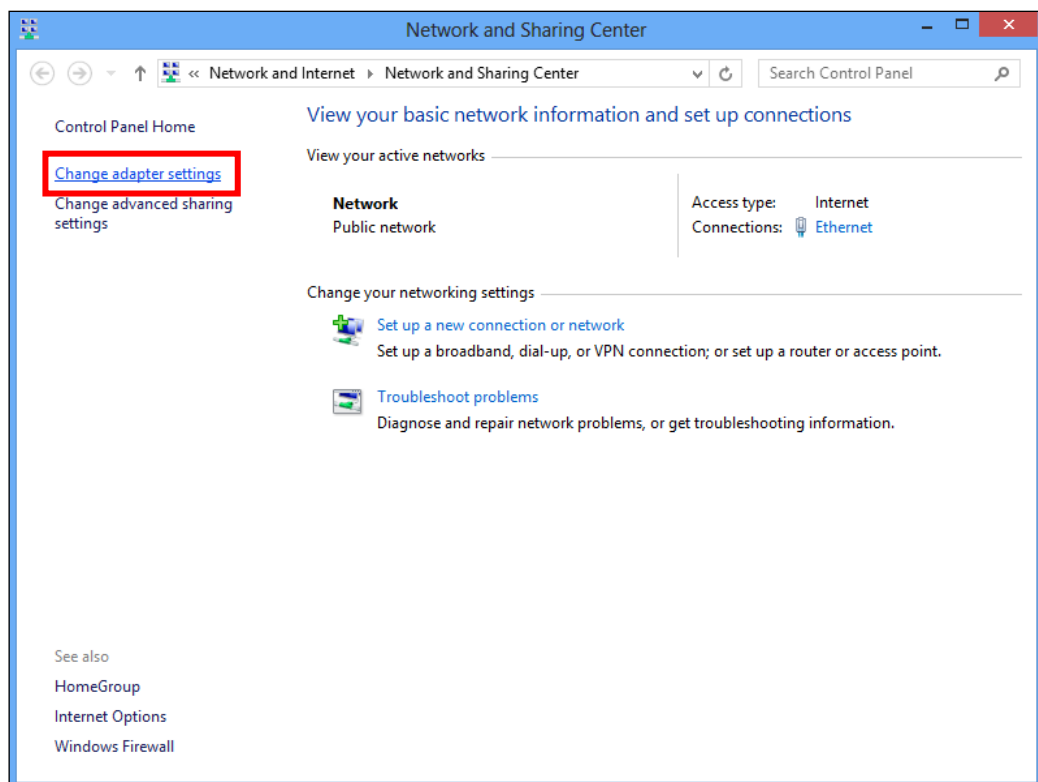 Network and Sharing Center
« Network and Internet Network and Sharing Center
Search Control Panel
Control Panel Home
Change adapter settings
Change advanced sharing
settings
View your basic network information and set up connections
View your active networks
Network
Public network
Access type: Internet
Connections: Ethernet
Change your networking settings
Set up a new connection or network
Set up a broadband, dial-up, or VPN connection; or set up a router or access point.
Troubleshoot problems
Diagnose and repair network problems, or get troubleshooting information.
See also
HomeGroup
Internet Options
Windows Firewall